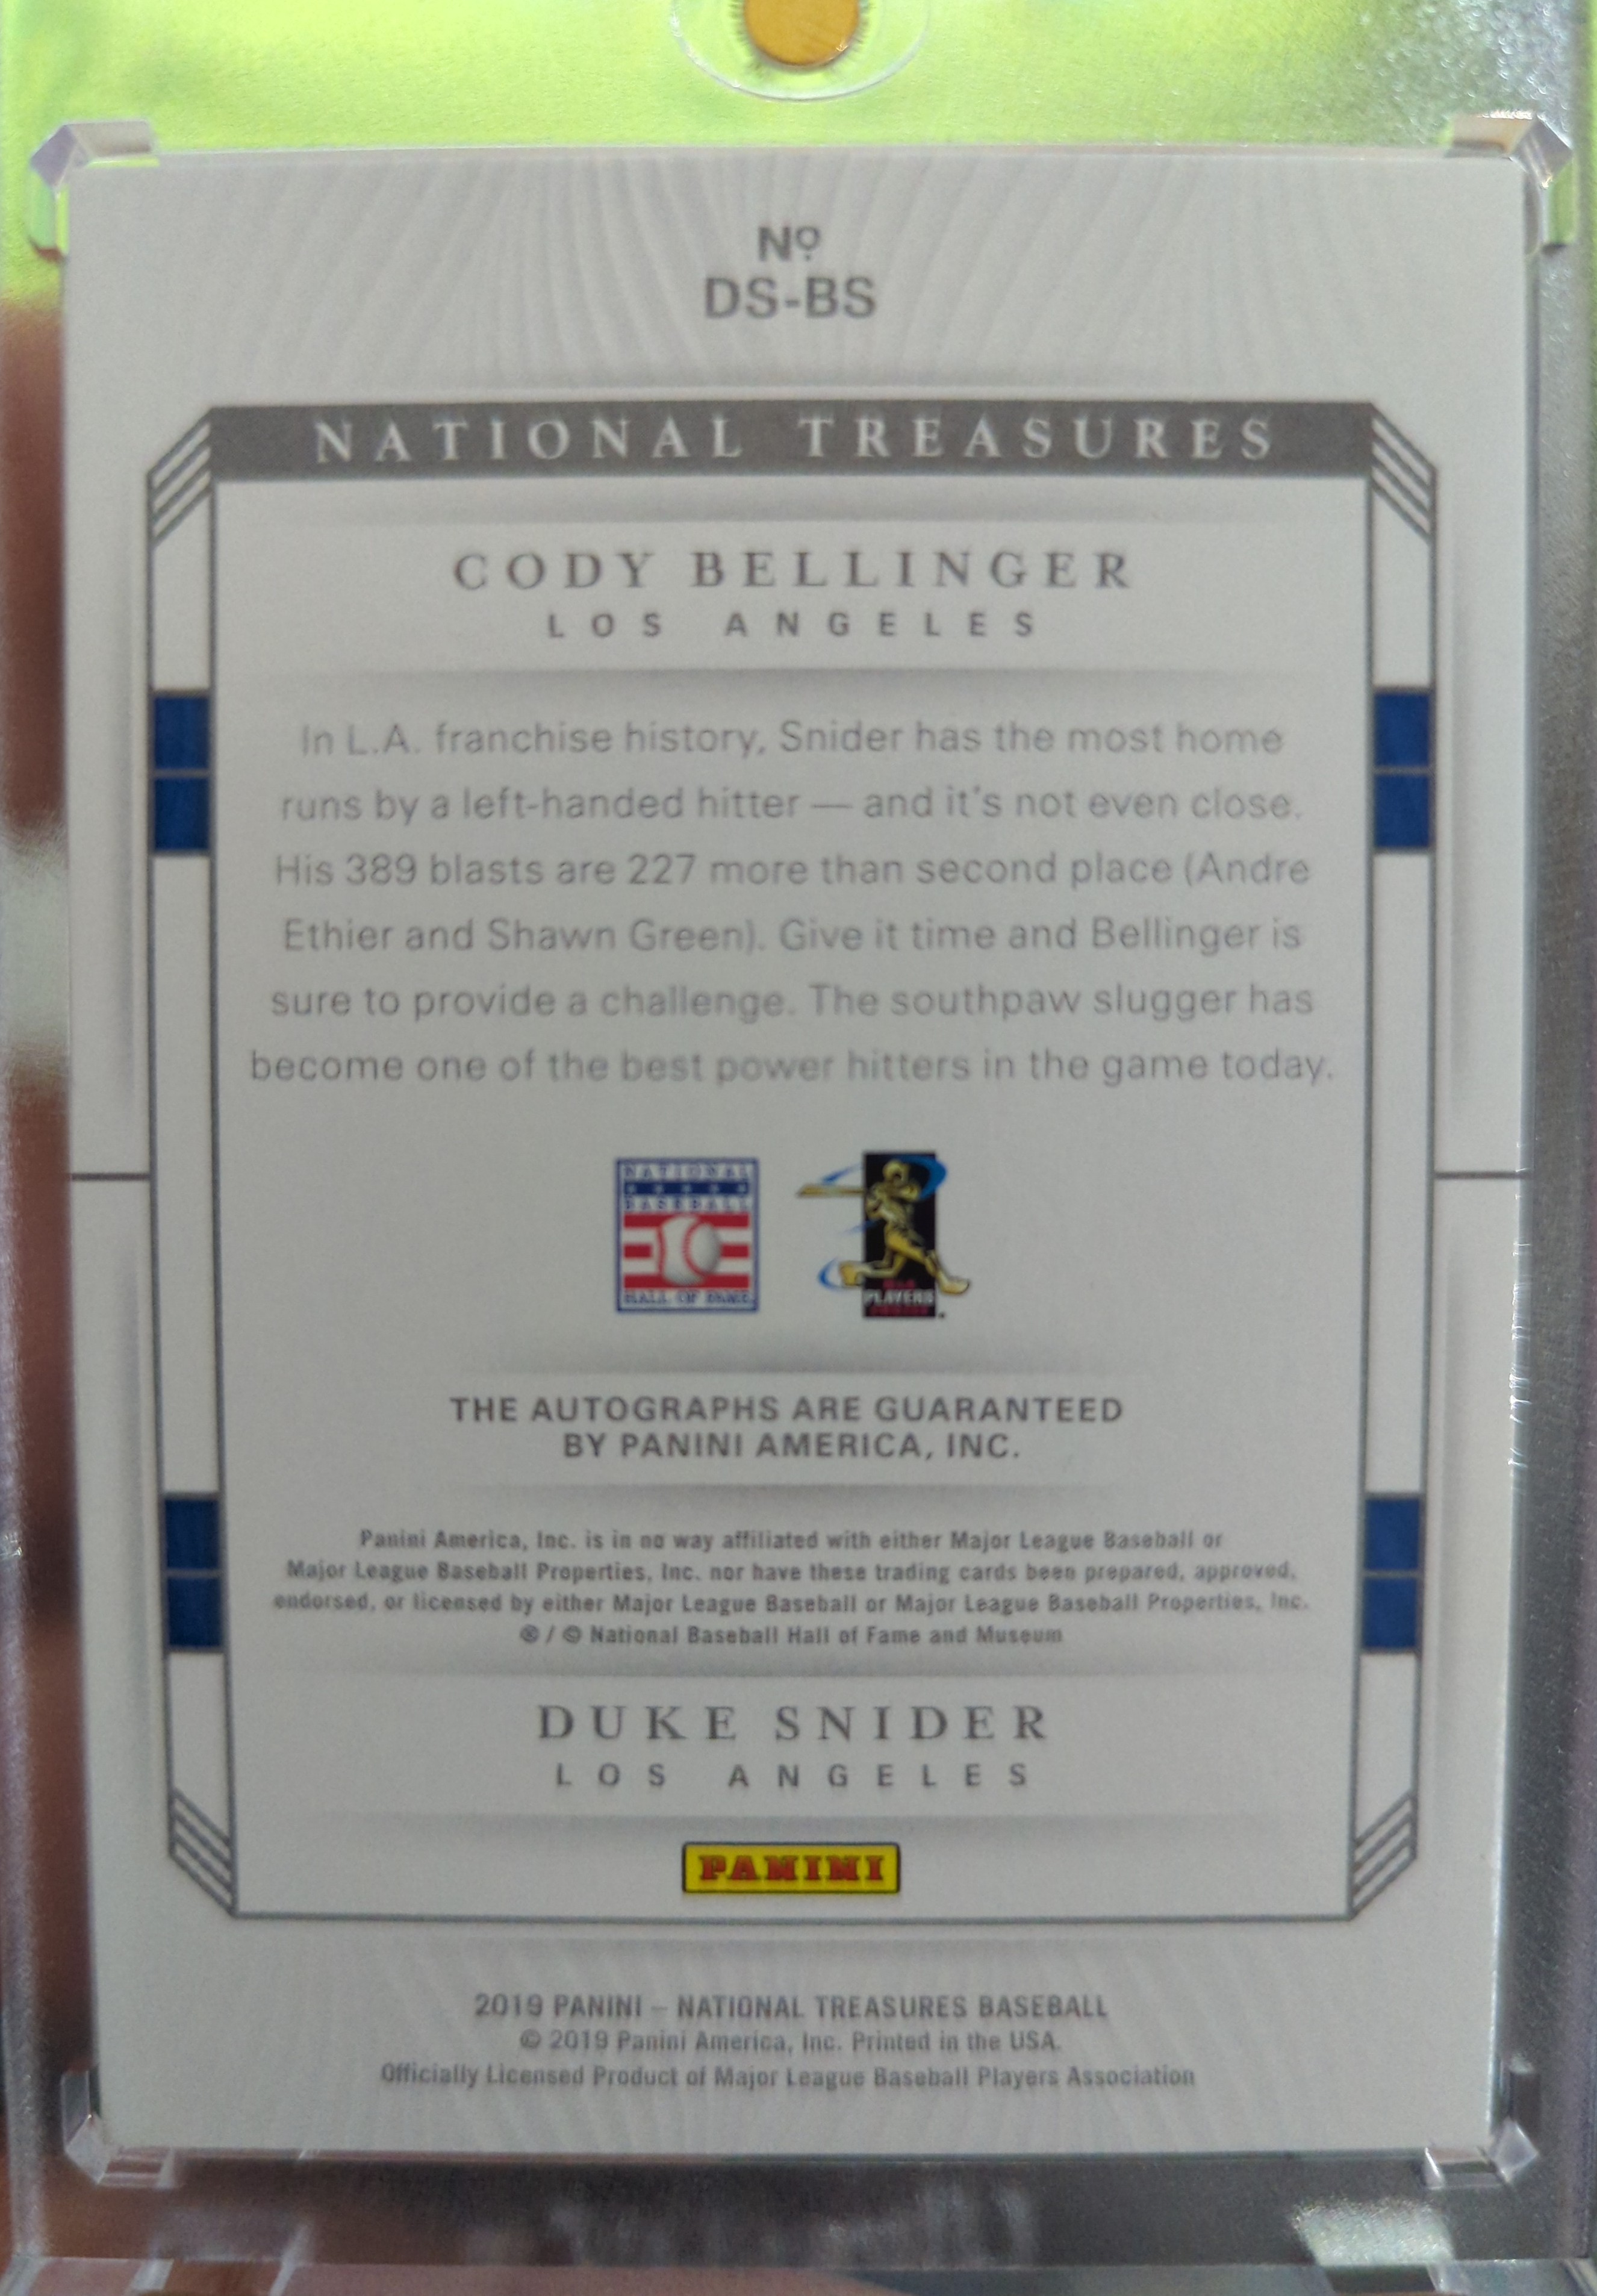 Nº
DS-BS
NATIONAL TREASURES
CODY BELLINGER
LOS ANGELES
In L.A. franchise history, Snider has the most home
runs by a left-handed hitter — and it's not even close.
His 389 blasts are 227 more than second place (Andre
Ethier and Shawn Green). Give it time and Bellinger is
sure to provide a challenge. The southpaw slugger has
become one of the best power hitters in the game today.
NATIONAL
BASEBALL
HALL OF FAME
PLAYERS
THE AUTOGRAPHS ARE GUARANTEED
BY PANINI AMERICA, INC.
Panini America, Inc. is in no way affiliated with either Major League Baseball or
Major League Baseball Properties, Inc. nor have these trading cards been prepared, approved,
endorsed, or licensed by either Major League Baseball or Major League Baseball Properties, Inc.
® / © National Baseball Hall of Fame and Museum
DUKE SNIDER
LOS ANGELES
PANINI
2019 PANINI – NATIONAL TREASURES BASEBALL
© 2019 Panini America, Inc. Printed in the USA.
Officially Licensed Product of Major League Baseball Players Association